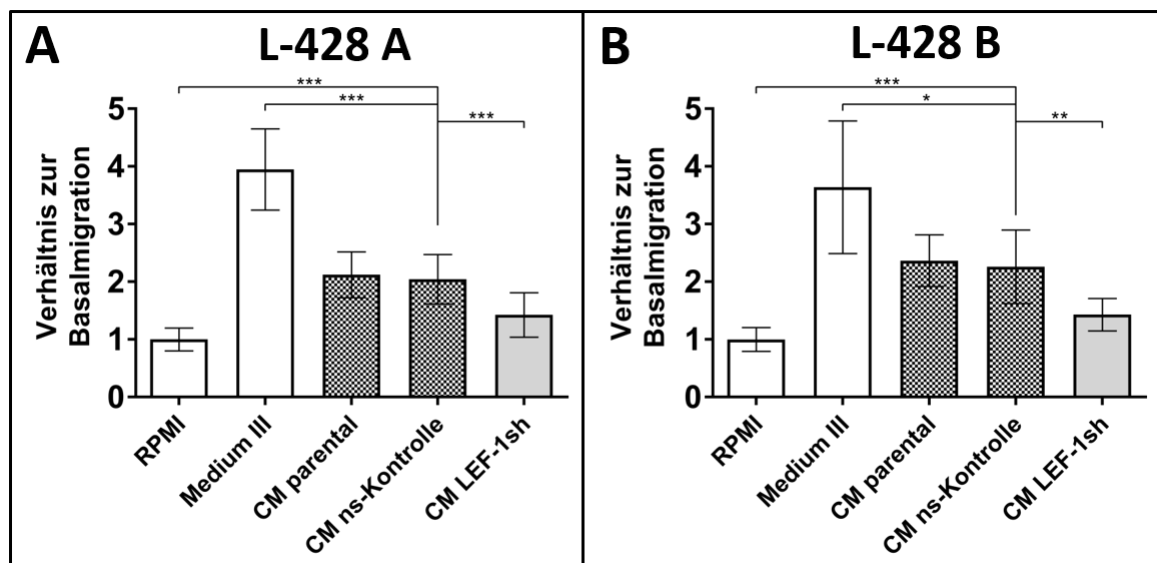 A
L-428 A
***
***
***
Verhältnis zur
Basalmigration
5
4
3
2
1
0
RPMI
Medium III
CM parental
CM ns-Kontrolle
CM LEF-1sh
B
L-428 B
***
*
**
Verhältnis zur
Basalmigration
5
4
3
2
1
0
RPMI
Medium III
CM parental
CM ns-Kontrolle
CM LEF-1sh